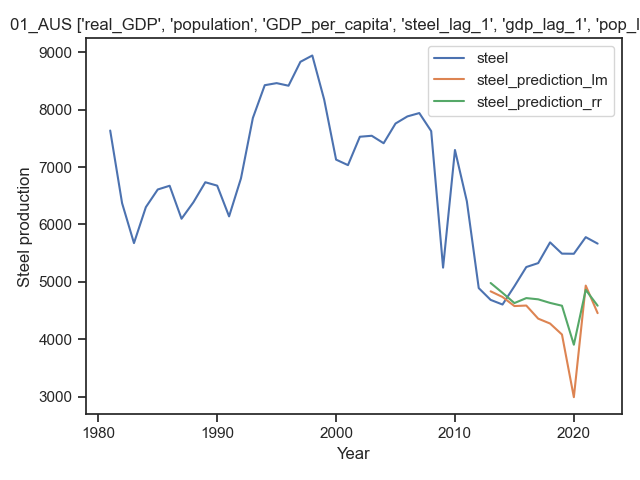 01_AUS ['real_GDP', 'population', 'GDP_per_capita', 'steel_lag_1', 'gdp_lag_1', 'pop_l
steel
steel_prediction_lm
steel_prediction_rr
9000
8000
7000
6000
5000
4000
3000
Steel production
1980
1990
2000
2010
2020
Year